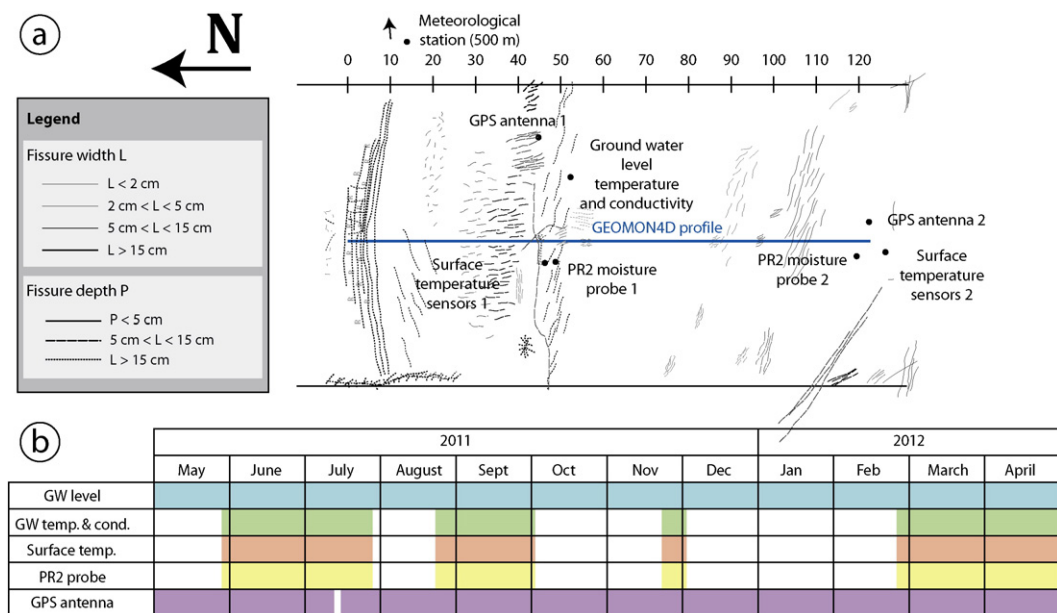 a
N
Meteorological
station (500 m)
0 10 20 30 40 50 60 70 80 90 100 110 120
Legend
Fissure width L
L < 2 cm
2 cm < L < 5 cm
5 cm < L < 15 cm
L > 15 cm
Fissure depth P
P < 5 cm
5 cm < L < 15 cm
L > 15 cm
GPS antenna 1
Ground water
level
temperature
and conductivity
GEOMON4D profile
GPS antenna 2
Surface
temperature
sensors 1
PR2 moisture
probe 1
PR2 moisture
probe 2
Surface
temperature
sensors 2
b
2011 2012
May June July August Sept Oct Nov Dec Jan Feb March April
GW level
GW temp. & cond.
Surface temp.
PR2 probe
GPS antenna